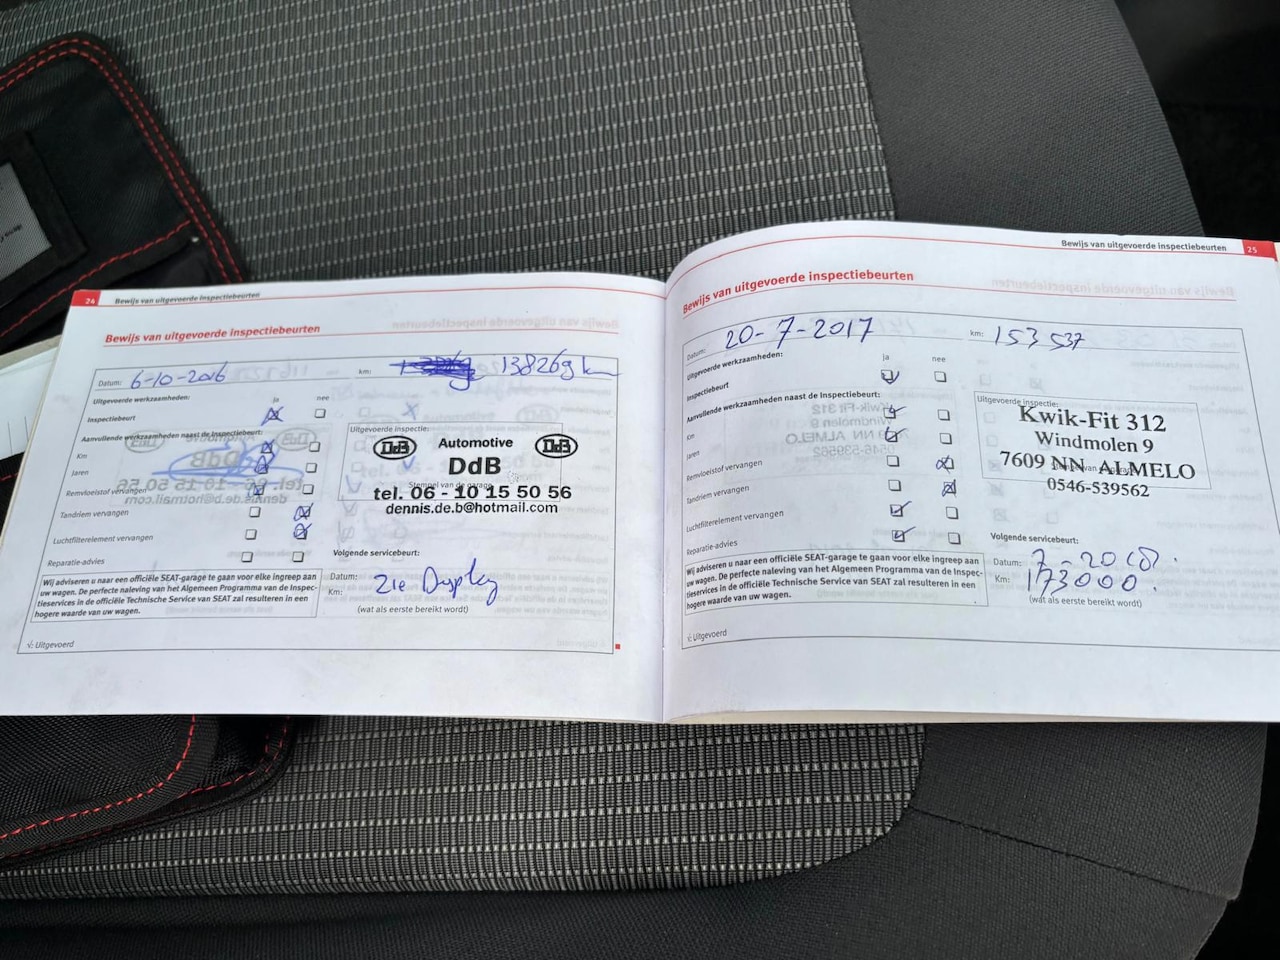 24 Bewijs van uitgevoerde inspectiebeurten
Bewijs van uitgevoerde inspectiebeurten
Datum: 6-10-2016 km: 138269 km
Uitgevoerde werkzaamheden: ja nee
Inspectiebeurt
Aanvullende werkzaamheden naast de Inspectiebeurt:
Km
Jaren
Remvloeistof vervangen
Tandriem vervangen
Luchtfilterelement vervangen
Reparatie-advies
Wij adviseren u naar een officiële SEAT-garage te gaan voor elke ingreep aan
uw wagen. De perfecte naleving van het Algemeen Programma van de Inspec-
tieservices in de officiële Technische Service van SEAT zal resulteren in een
hogere waarde van uw wagen.
√: Uitgevoerd
Uitgevoerde inspectie:
DdB Automotive DdB
DdB
Stempel van de garage
tel. 06 - 10 15 50 56
dennis.de.b@hotmail.com
Volgende servicebeurt:
Datum: Zie Display
Km:
(wat als eerste bereikt wordt)
Bewijs van uitgevoerde inspectiebeurten 25
Bewijs van uitgevoerde inspectiebeurten
Datum: 20-7-2017 km: 153537
Uitgevoerde werkzaamheden: ja nee
Inspectiebeurt
Aanvullende werkzaamheden naast de Inspectiebeurt:
Km
Jaren
Remvloeistof vervangen
Tandriem vervangen
Luchtfilterelement vervangen
Reparatie-advies
Wij adviseren u naar een officiële SEAT-garage te gaan voor elke ingreep aan
uw wagen. De perfecte naleving van het Algemeen Programma van de Inspec-
tieservices in de officiële Technische Service van SEAT zal resulteren in een
hogere waarde van uw wagen.
√: Uitgevoerd
Uitgevoerde inspectie:
Kwik-Fit 312
Windmolen 9
7609 NN ALMELO
0546-539562
Volgende servicebeurt:
Datum: 7-2018.
Km: 173000.
(wat als eerste bereikt wordt)